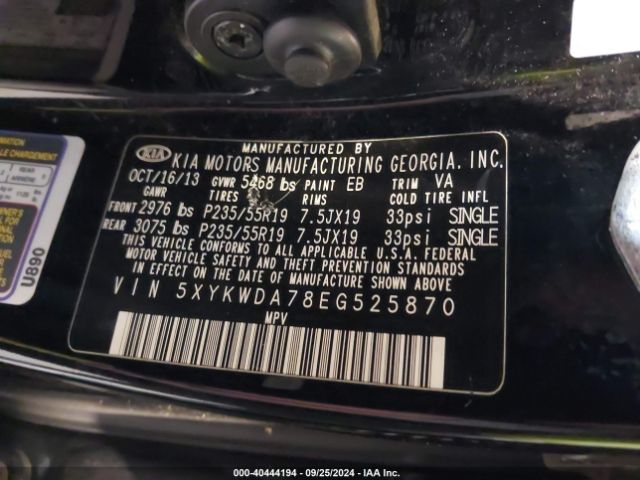 MANUFACTURED BY
KIA KIA MOTORS MANUFACTURING GEORGIA. INC.
OCT/16/13 GVWR 5468 lbs PAINT EB TRIM VA
GAWR TIRES RIMS COLD TIRE INFL
FRONT 2976 lbs P235/55R19 7.5JX19 33psi SINGLE
REAR 3075 lbs P235/55R19 7.5JX19 33psi SINGLE
THIS VEHICLE CONFORMS TO ALL APPLICABLE U.S.A. FEDERAL
MOTOR VEHICLE SAFETY AND THEFT PREVENTION STANDARDS
IN EFFECT ON THE DATE OF MANUFACTURE SHOWN ABOVE
VIN 5XYKWDA78EG525870
MPV
U890
(000-40444194 - 09/25/2024 - IAA Inc.